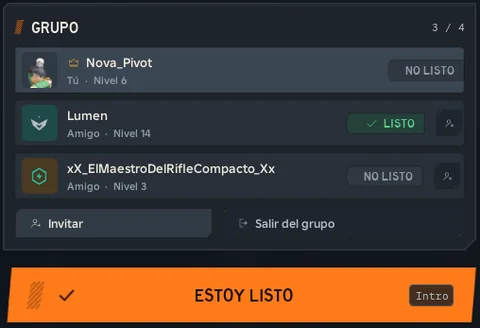 GRUPO
3 / 4
Nova_Pivot
Tú · Nivel 6
NO LISTO
Lumen
Amigo · Nivel 14
LISTO
xX_ElMaestroDelRifleCompacto_Xx
Amigo · Nivel 3
NO LISTO
Invitar
Salir del grupo
ESTOY LISTO
Intro